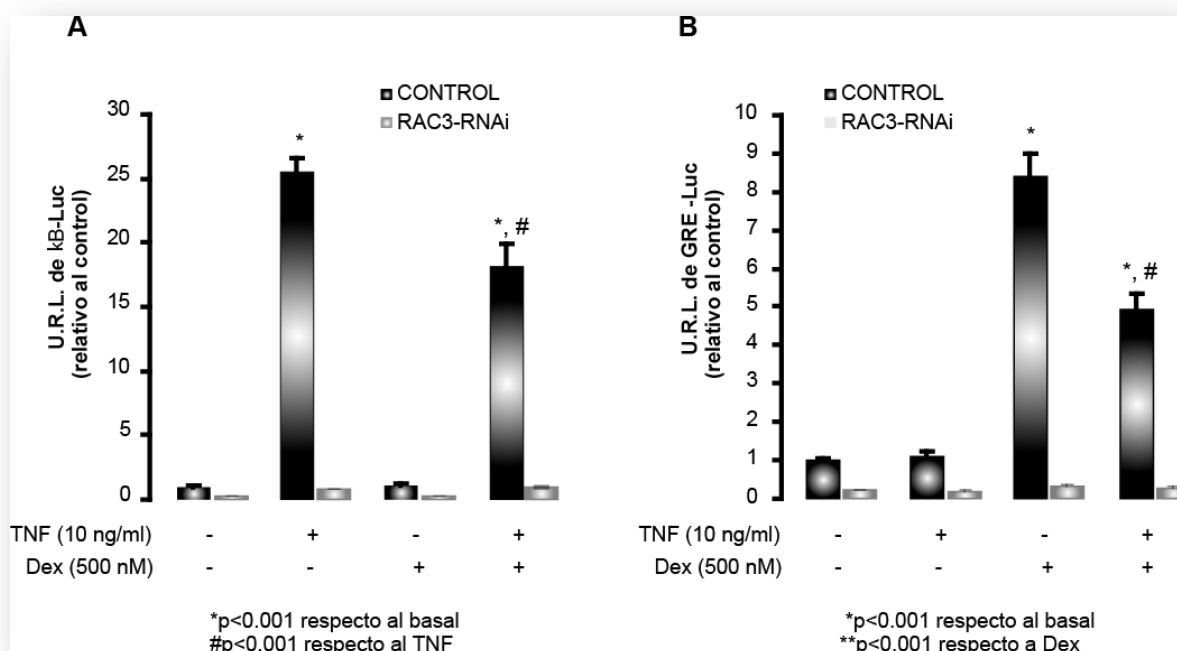 A
CONTROL
RAC3-RNAi
U.R.L. de kB-Luc
(relativo al control)
30
25
20
15
10
5
0
*
*, #
TNF (10 ng/ml) - + - +
Dex (500 nM) - - + +
*p<0.001 respecto al basal
#p<0.001 respecto al TNF
B
CONTROL
RAC3-RNAi
U.R.L. de GRE -Luc
(relativo al control)
10
9
8
7
6
5
4
3
2
1
0
*
*, #
TNF (10 ng/ml) - + - +
Dex (500 nM) - - + +
*p<0.001 respecto al basal
**p<0.001 respecto a Dex